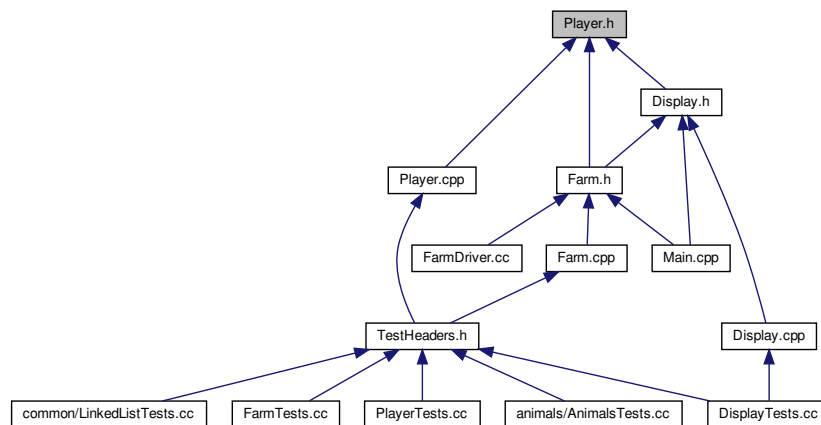 Player.h
Display.h
Player.cpp
Farm.h
FarmDriver.cc
Farm.cpp
Main.cpp
TestHeaders.h
Display.cpp
common/LinkedListTests.cc
FarmTests.cc
PlayerTests.cc
animals/AnimalsTests.cc
DisplayTests.cc